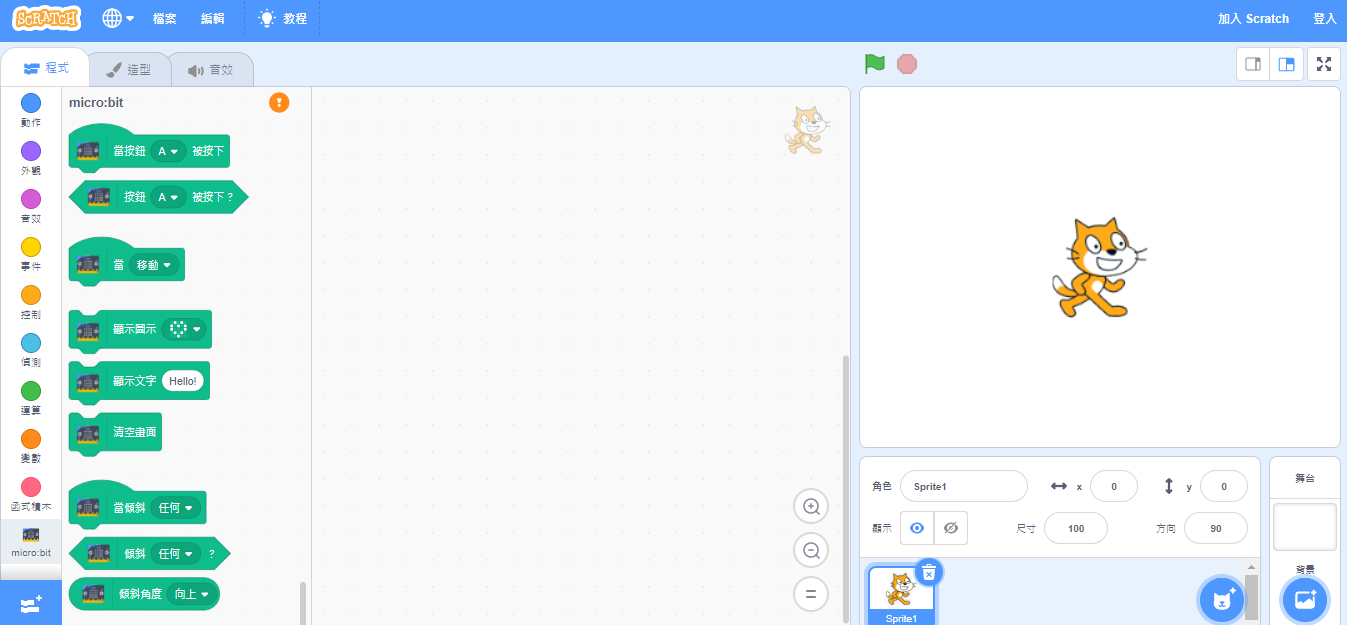 SCRATCH
檔案
編輯
教程
加入 Scratch
登入
程式
造型
音效
動作
外觀
音效
事件
控制
偵測
運算
變數
函式積木
micro:bit
micro:bit
當按鈕 A 被按下
按鈕 A 被按下 ?
當 移動
顯示圖示
顯示文字 Hello!
清空畫面
當傾斜 任何
傾斜 任何 ?
傾斜角度 向上
角色 Sprite1 x 0 y 0
顯示 尺寸 100 方向 90
Sprite1
舞台
背景